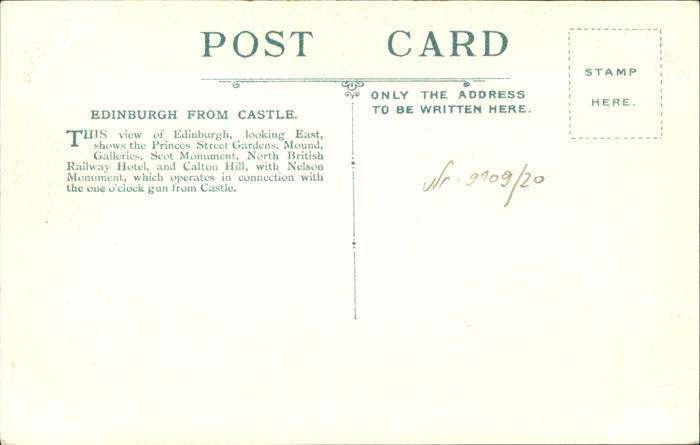 POST CARD
EDINBURGH FROM CASTLE.
THIS view of Edinburgh, looking East,
shows the Princes Street Gardens, Mound,
Galleries, Scot Monument, North British
Railway Hotel, and Calton Hill, with Nelson
Monument, which operates in connection with
the one o'clock gun from Castle.
ONLY THE ADDRESS
TO BE WRITTEN HERE.
STAMP
HERE.
Nr. 9109/20